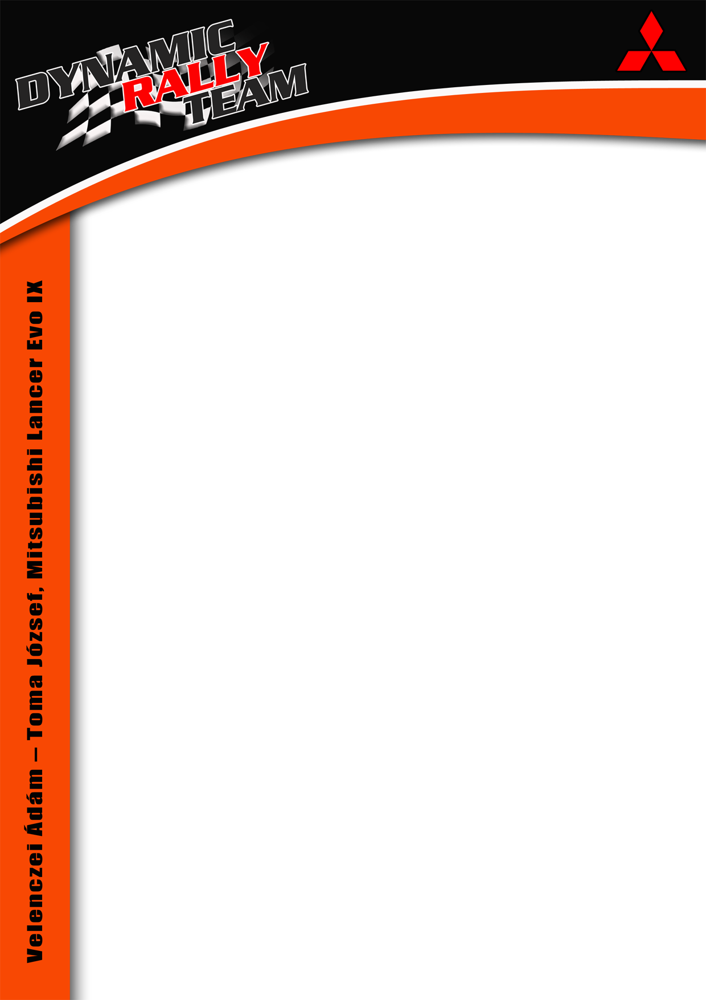 DYNAMIC
RALLY
TEAM
Velenczei Ádám – Toma József, Mitsubishi Lancer Evo IX